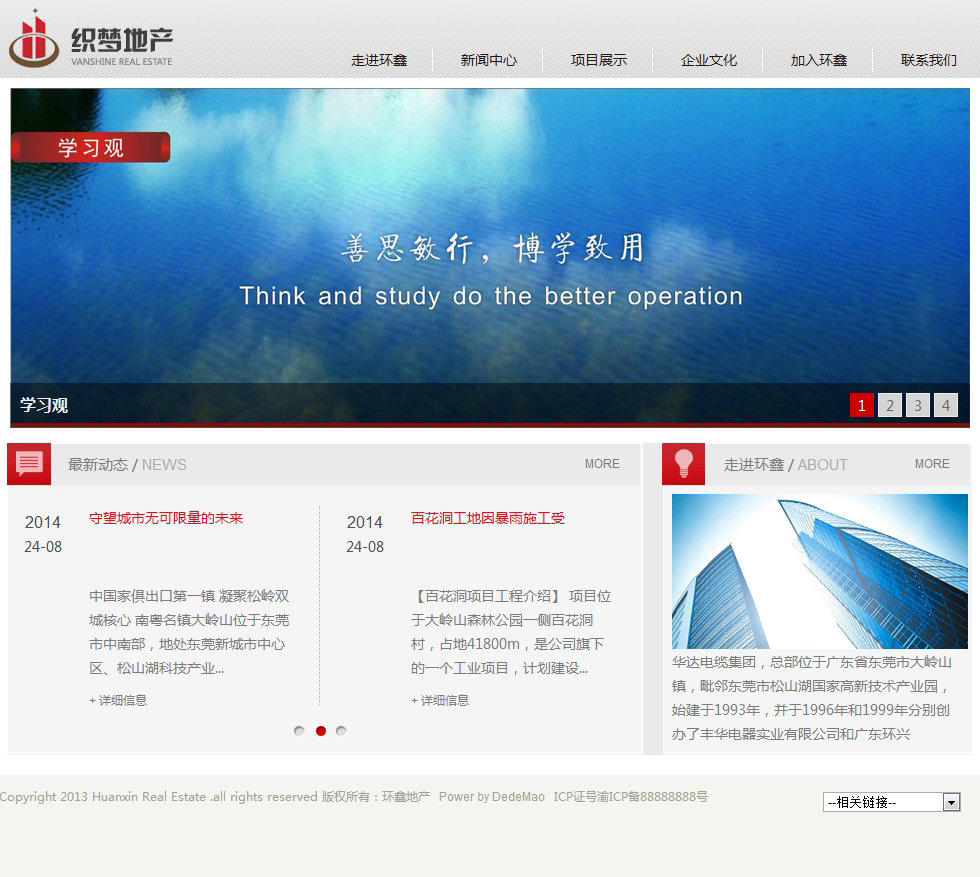 织梦地产
VANSHINE REAL ESTATE
走进环鑫 新闻中心 项目展示 企业文化 加入环鑫 联系我们
学习观
善思敏行，博学致用
Think and study do the better operation
学习观 1 2 3 4
最新动态 / NEWS MORE
2014
24-08
守望城市无可限量的未来
中国家俱出口第一镇 凝聚松岭双
城核心 南粤名镇大岭山位于东莞
市中南部，地处东莞新城市中心
区、松山湖科技产业...
+ 详细信息
2014
24-08
百花洞工地因暴雨施工受
【百花洞项目工程介绍】 项目位
于大岭山森林公园一侧百花洞
村，占地41800m，是公司旗下
的一个工业项目，计划建设...
+ 详细信息
走进环鑫 / ABOUT MORE
华达电缆集团，总部位于广东省东莞市大岭山
镇，毗邻东莞市松山湖国家高新技术产业园，
始建于1993年，并于1996年和1999年分别创
办了丰华电器实业有限公司和广东环兴
Copyright 2013 Huanxin Real Estate .all rights reserved 版权所有：环鑫地产 Power by DedeMao ICP证号渝ICP备88888888号
--相关链接--